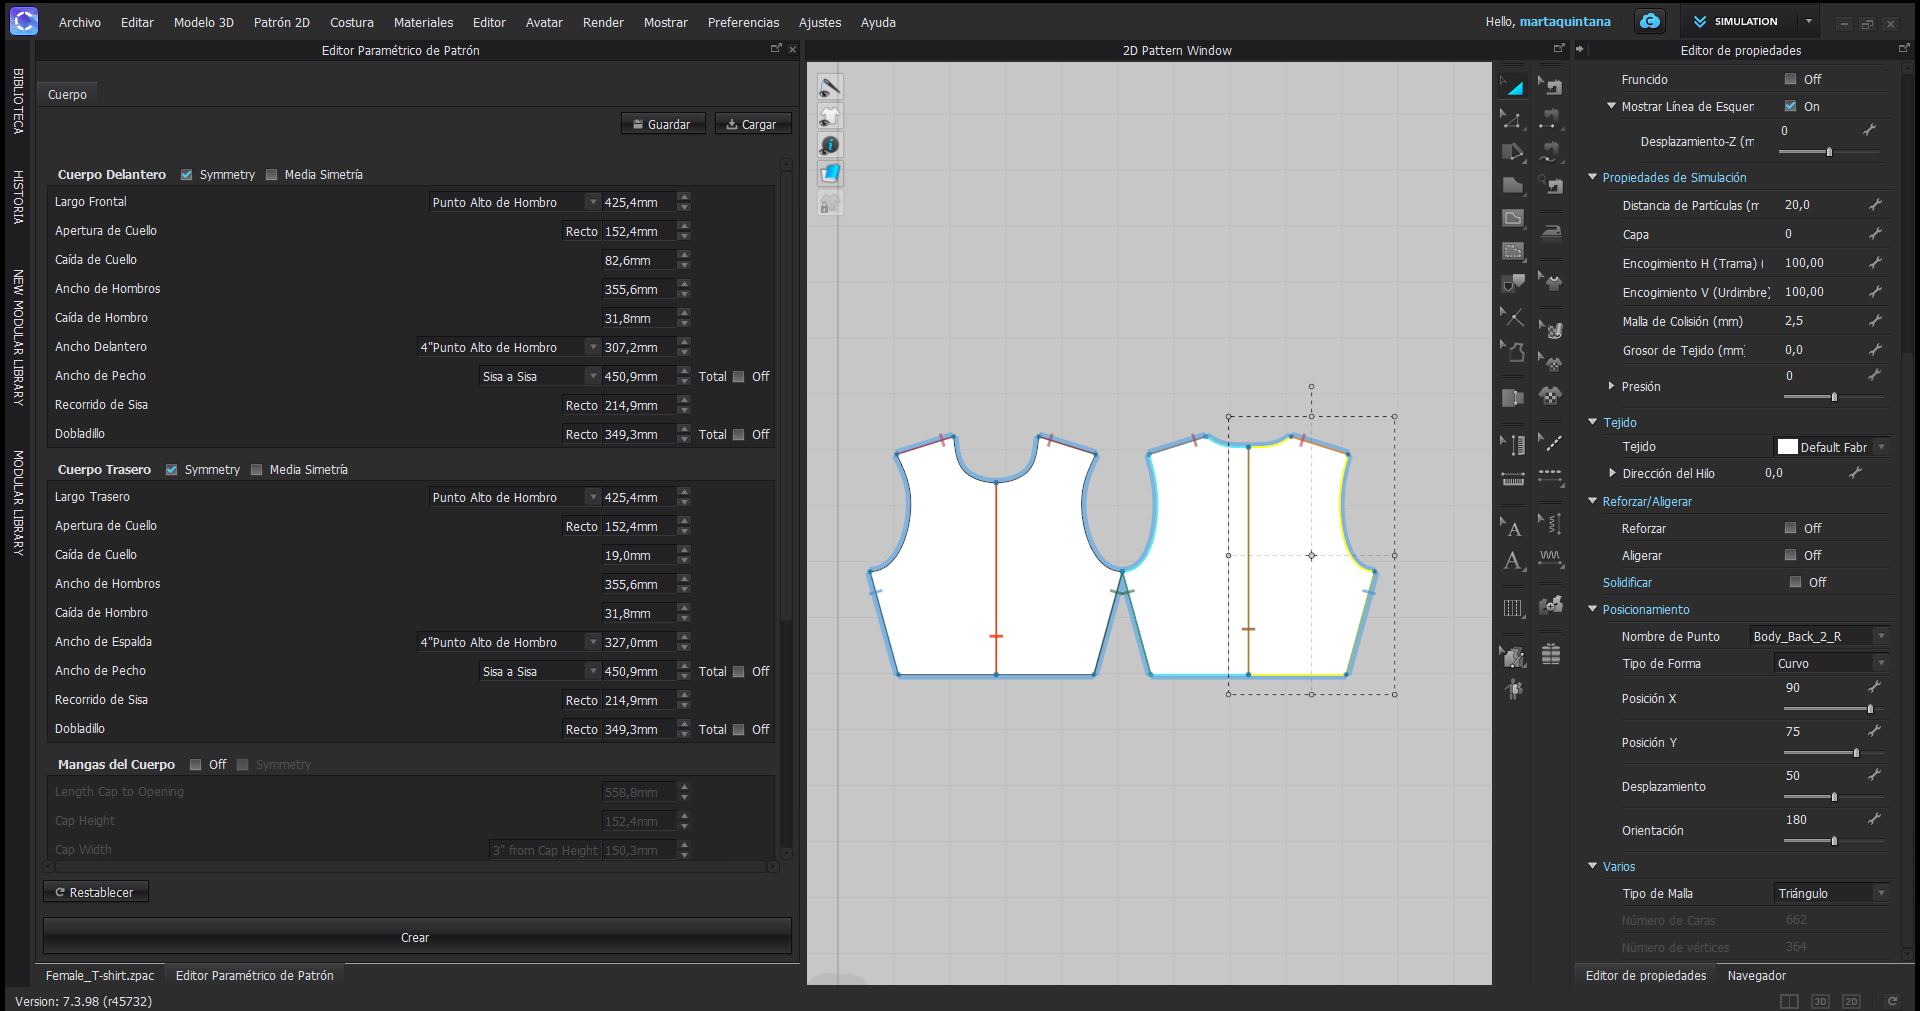 Archivo Editar Modelo 3D Patrón 2D Costura Materiales Editor Avatar Render Mostrar Preferencias Ajustes Ayuda
Hello, martaquintana
SIMULATION
Editor Paramétrico de Patrón
2D Pattern Window
Editor de propiedades
BIBLIOTECA
HISTORIA
NEW MODULAR LIBRARY
MODULAR LIBRARY
Cuerpo
Guardar Cargar
Cuerpo Delantero Symmetry Media Simetría
Largo Frontal Punto Alto de Hombro 425,4mm
Apertura de Cuello Recto 152,4mm
Caída de Cuello 82,6mm
Ancho de Hombros 355,6mm
Caída de Hombro 31,8mm
Ancho Delantero 4"Punto Alto de Hombro 307,2mm
Ancho de Pecho Sisa a Sisa 450,9mm Total Off
Recorrido de Sisa Recto 214,9mm
Dobladillo Recto 349,3mm Total Off
Cuerpo Trasero Symmetry Media Simetría
Largo Trasero Punto Alto de Hombro 425,4mm
Apertura de Cuello Recto 152,4mm
Caída de Cuello 19,0mm
Ancho de Hombros 355,6mm
Caída de Hombro 31,8mm
Ancho de Espalda 4"Punto Alto de Hombro 327,0mm
Ancho de Pecho Sisa a Sisa 450,9mm Total Off
Recorrido de Sisa Recto 214,9mm
Dobladillo Recto 349,3mm Total Off
Mangas del Cuerpo Off Symmetry
Length Cap to Opening 558,8mm
Cap Height 152,4mm
Cap Width 3" from Cap Height 150,3mm
Restablecer
Crear
Female_T-shirt.zpac Editor Paramétrico de Patrón
Version: 7.3.98 (r45732)
Fruncido Off
Mostrar Línea de Esquer On
Desplazamiento-Z (m 0
Propiedades de Simulación
Distancia de Partículas (m 20,0
Capa 0
Encogimiento H (Trama) ( 100,00
Encogimiento V (Urdimbre) 100,00
Malla de Colisión (mm) 2,5
Grosor de Tejido (mm) 0,0
Presión 0
Tejido
Tejido Default Fabr
Dirección del Hilo 0,0
Reforzar/Aligerar
Reforzar Off
Aligerar Off
Solidificar Off
Posicionamiento
Nombre de Punto Body_Back_2_R
Tipo de Forma Curvo
Posición X 90
Posición Y 75
Desplazamiento 50
Orientación 180
Varios
Tipo de Malla Triángulo
Número de Caras 662
Número de vértices 364
Editor de propiedades Navegador
3D 2D